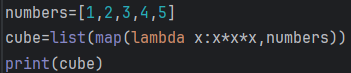 numbers=[1,2,3,4,5]
cube=list(map(lambda x:x*x*x,numbers))
print(cube)